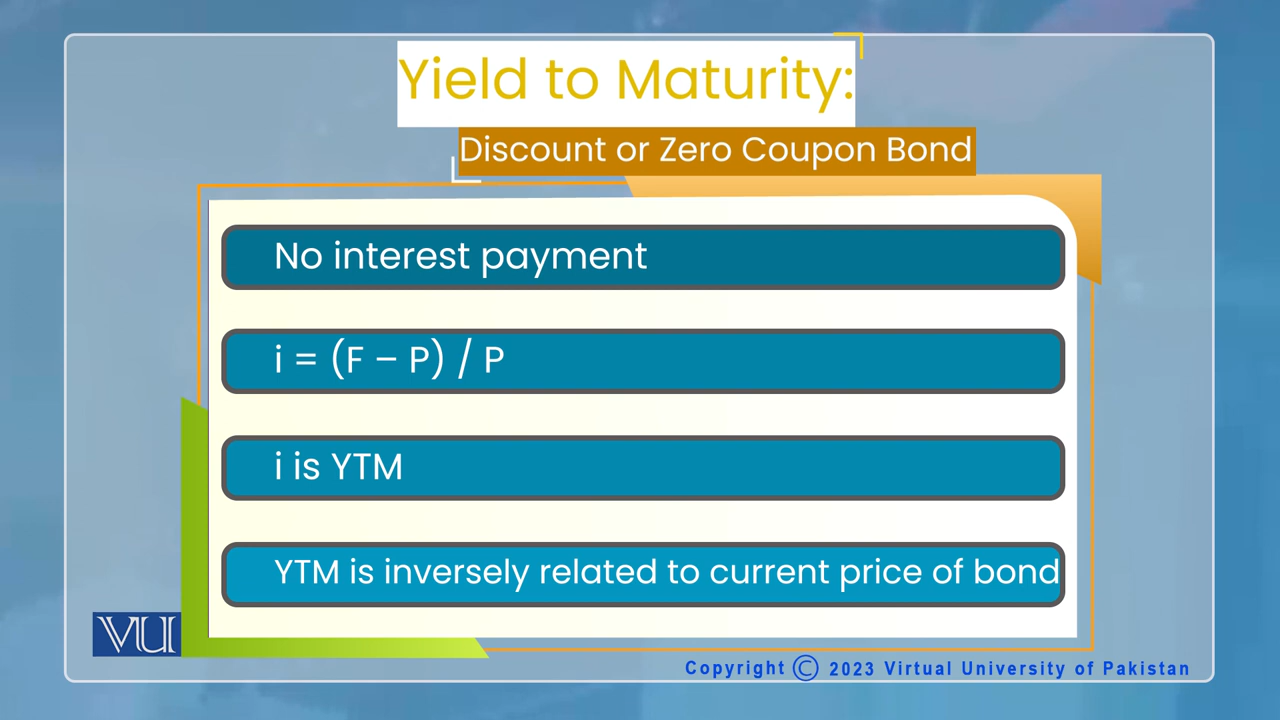 Yield to Maturity:
Discount or Zero Coupon Bond
No interest payment
i = (F – P) / P
i is YTM
YTM is inversely related to current price of bond
VU
Copyright © 2023 Virtual University of Pakistan